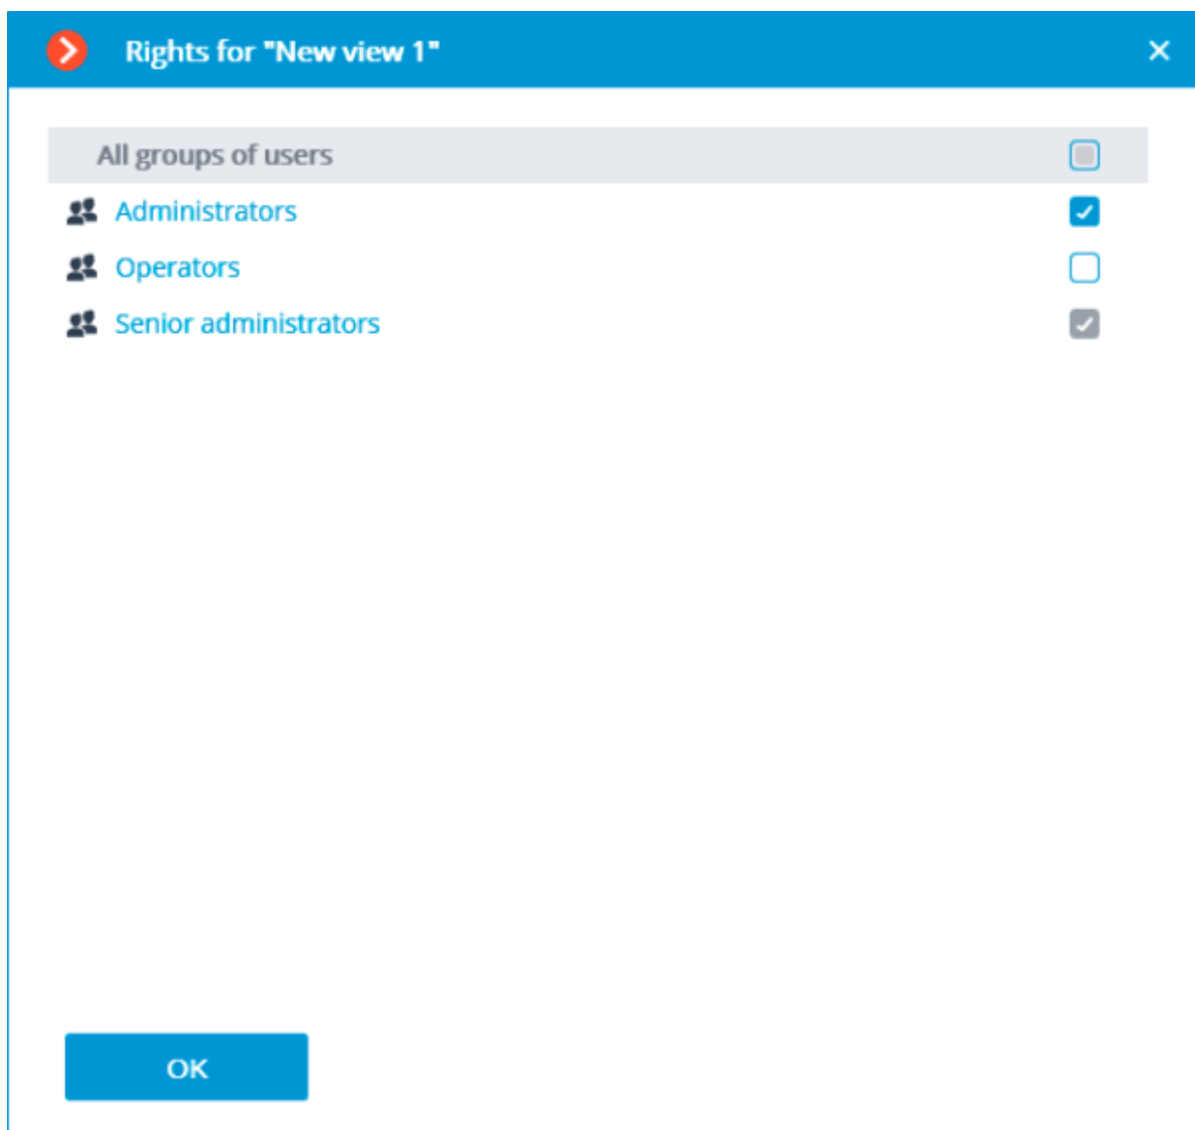 Rights for "New view 1"
All groups of users
Administrators
Operators
Senior administrators
OK